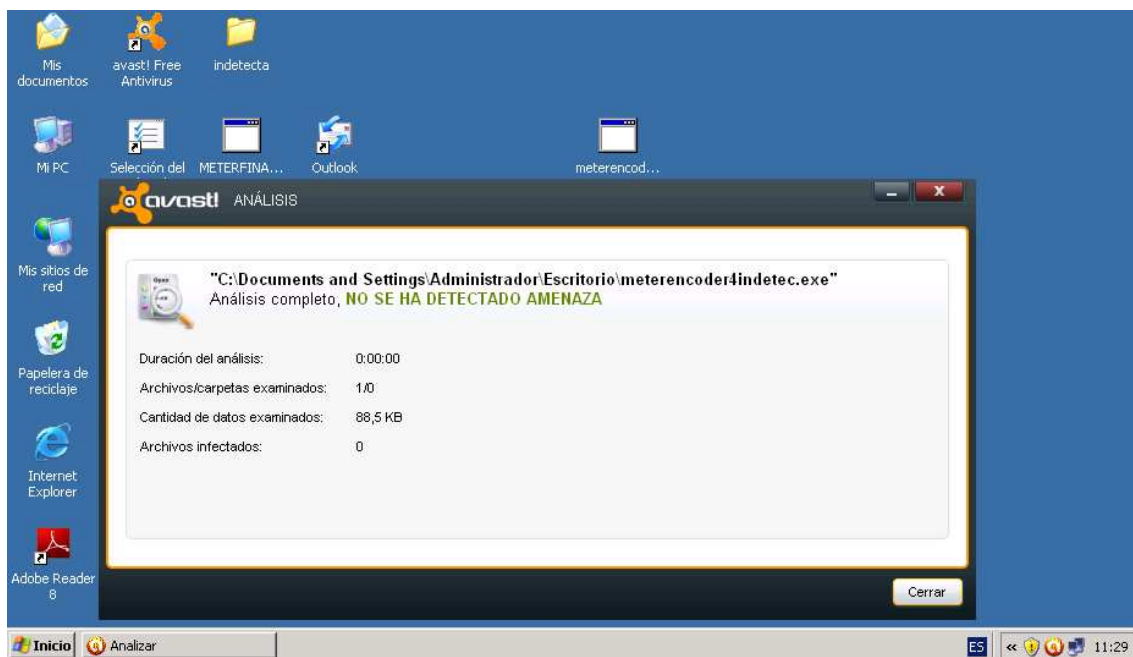 Mis
documentos
avast! Free
Antivirus
indetecta
Mi PC
Selección del
METERFINA...
Outlook
meterencod...
avast! ANÁLISIS
Mis sitios de
red
"C:\Documents and Settings\Administrador\Escritorio\meterencoder4indetec.exe"
Análisis completo, NO SE HA DETECTADO AMENAZA
Duración del análisis: 0:00:00
Archivos/carpetas examinados: 1/0
Cantidad de datos examinados: 88,5 KB
Archivos infectados: 0
Papelera de
reciclaje
Internet
Explorer
Adobe Reader
8
Cerrar
Inicio
Analizar
ES
11:29